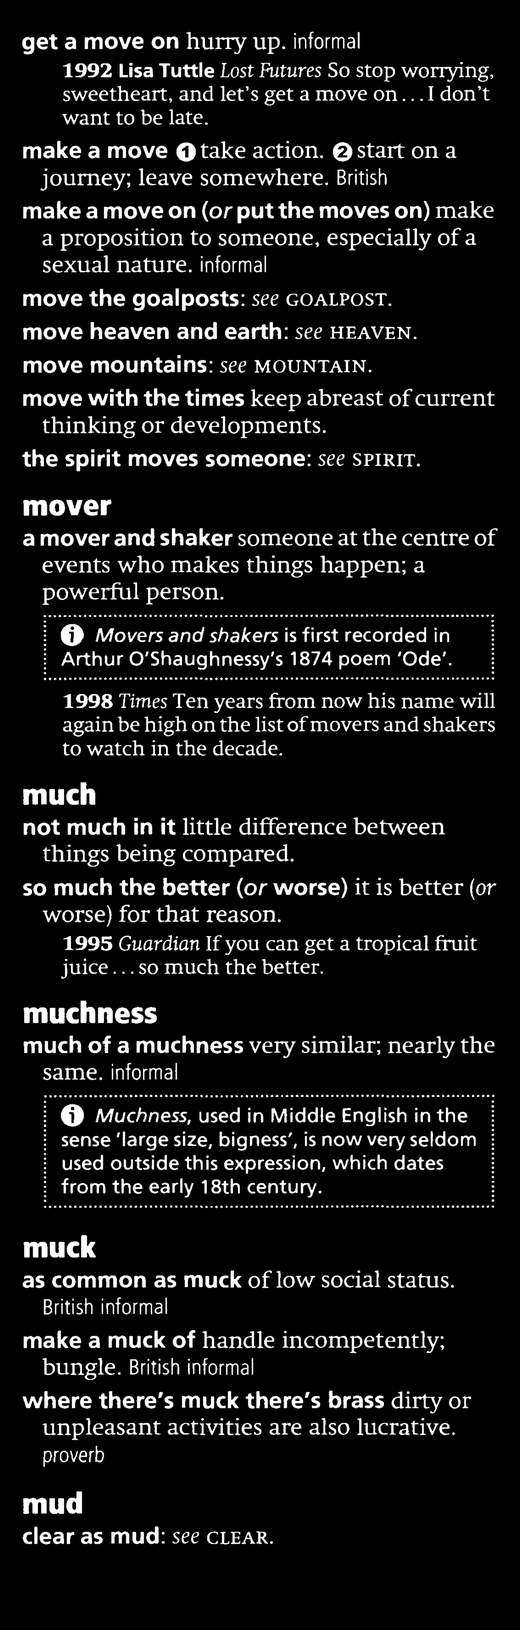 get a move on hurry up. informal
1992 Lisa Tuttle Lost Futures So stop worrying,
sweetheart, and let's get a move on...I don't
want to be late.
make a move ❶ take action. ❷ start on a
journey; leave somewhere. British
make a move on (or put the moves on) make
a proposition to someone, especially of a
sexual nature. informal
move the goalposts: see GOALPOST.
move heaven and earth: see HEAVEN.
move mountains: see MOUNTAIN.
move with the times keep abreast of current
thinking or developments.
the spirit moves someone: see SPIRIT.
mover
a mover and shaker someone at the centre of
events who makes things happen; a
powerful person.
i Movers and shakers is first recorded in
Arthur O'Shaughnessy's 1874 poem 'Ode'.
1998 Times Ten years from now his name will
again be high on the list of movers and shakers
to watch in the decade.
much
not much in it little difference between
things being compared.
so much the better (or worse) it is better (or
worse) for that reason.
1995 Guardian If you can get a tropical fruit
juice...so much the better.
muchness
much of a muchness very similar; nearly the
same. informal
i Muchness, used in Middle English in the
sense 'large size, bigness', is now very seldom
used outside this expression, which dates
from the early 18th century.
muck
as common as muck of low social status.
British informal
make a muck of handle incompetently;
bungle. British informal
where there's muck there's brass dirty or
unpleasant activities are also lucrative.
proverb
mud
clear as mud: see CLEAR.